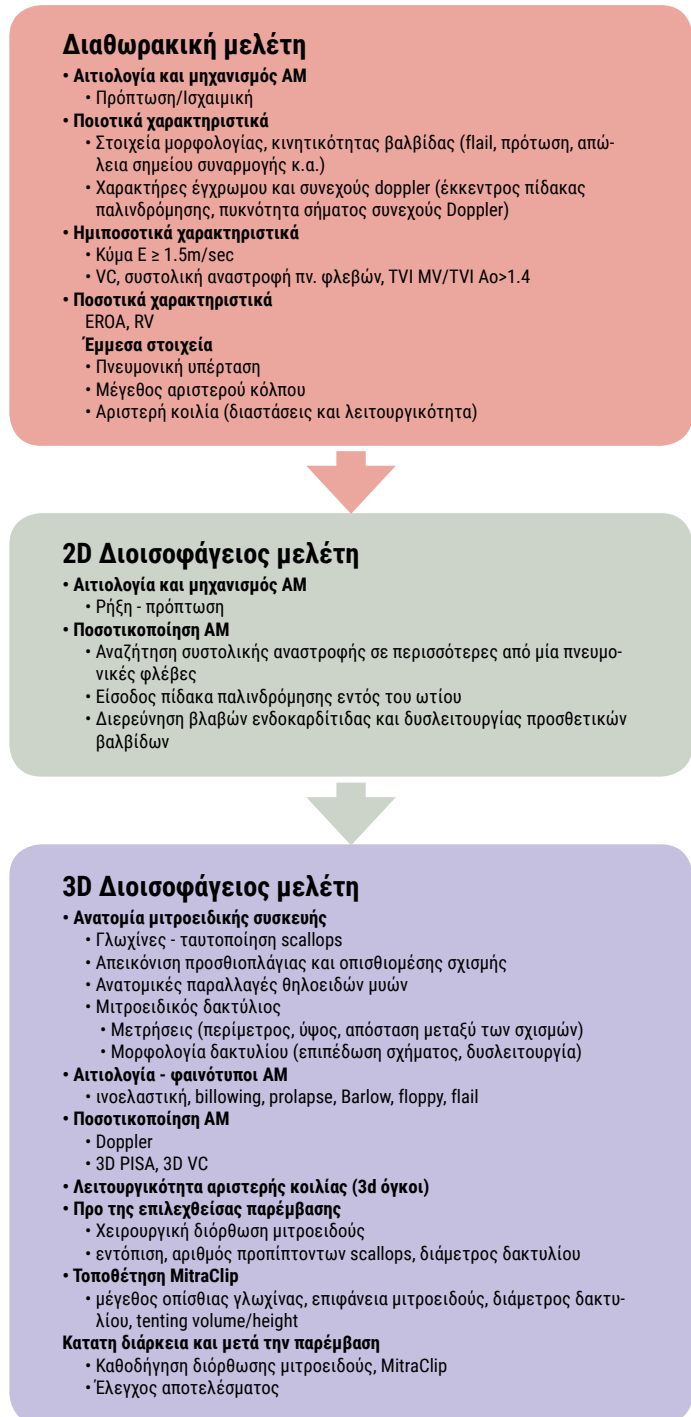 Διαθωρακική μελέτη
• Αιτιολογία και μηχανισμός ΑΜ
• Πρόπτωση/Ισχαιμική
• Ποιοτικά χαρακτηριστικά
• Στοιχεία μορφολογίας, κινητικότητας βαλβίδας (flail, πρότωση, απώ-
λεια σημείου συναρμογής κ.α.)
• Χαρακτήρες έγχρωμου και συνεχούς doppler (έκκεντρος πίδακας
παλινδρόμησης, πυκνότητα σήματος συνεχούς Doppler)
• Ημιποσοτικά χαρακτηριστικά
• Κύμα Ε ≥ 1.5m/sec
• VC, συστολική αναστροφή πν. φλεβών, TVI MV/TVI Ao>1.4
• Ποσοτικά χαρακτηριστικά
EROA, RV
Έμμεσα στοιχεία
• Πνευμονική υπέρταση
• Μέγεθος αριστερού κόλπου
• Αριστερή κοιλία (διαστάσεις και λειτουργικότητα)
2D Διοισοφάγειος μελέτη
• Αιτιολογία και μηχανισμός ΑΜ
• Ρήξη - πρόπτωση
• Ποσοτικοποίηση ΑΜ
• Αναζήτηση συστολικής αναστροφής σε περισσότερες από μία πνευμο-
νικές φλέβες
• Είσοδος πίδακα παλινδρόμησης εντός του ωτίου
• Διερεύνηση βλαβών ενδοκαρδίτιδας και δυσλειτουργίας προσθετικών
βαλβίδων
3D Διοισοφάγειος μελέτη
• Ανατομία μιτροειδικής συσκευής
• Γλωχίνες - ταυτοποίηση scallops
• Απεικόνιση προσθιοπλάγιας και οπισθιομέσης σχισμής
• Ανατομικές παραλλαγές θηλοειδών μυών
• Μιτροειδικός δακτύλιος
• Μετρήσεις (περίμετρος, ύψος, απόσταση μεταξύ των σχισμών)
• Μορφολογία δακτυλίου (επιπέδωση σχήματος, δυσλειτουργία)
• Αιτιολογία - φαινότυποι ΑΜ
• ινοελαστική, billowing, prolapse, Barlow, floppy, flail
• Ποσοτικοποίηση ΑΜ
• Doppler
• 3D PISA, 3D VC
• Λειτουργικότητα αριστερής κοιλίας (3d όγκοι)
• Προ της επιλεχθείσας παρέμβασης
• Χειρουργική διόρθωση μιτροειδούς
• εντόπιση, αριθμός προπίπτοντων scallops, διάμετρος δακτυλίου
• Τοποθέτηση MitraClip
• μέγεθος οπίσθιας γλωχίνας, επιφάνεια μιτροειδούς, διάμετρος δακτυ-
λίου, tenting volume/height
Κατατη διάρκεια και μετά την παρέμβαση
• Καθοδήγηση διόρθωσης μιτροειδούς, MitraClip
• Έλεγχος αποτελέσματος